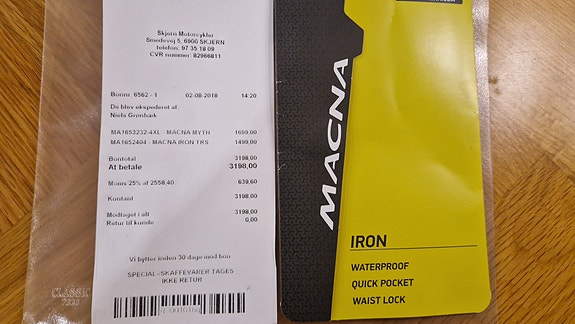 Skjern Motorcykler
Smedevej 5, 6900 SKJERN
telefon: 97 35 18 09
CVR nummer: 82966811
Bonnr. 6562 - 1 02-08-2018 14:20
De blev ekspederet af:
Niels Grønbæk
MA1653232-4XL - MACNA MYTH 1699,00
MA1652404 - MACNA IRON TRS 1499,00
Bontotal 3198,00
At betale 3198,00
Moms 25% af 2558,40 639,60
Kontant 3198,00
Modtaget i alt 3198,00
Retur til kunde 0,00
Vi bytter inden 30 dage mod bon
SPECIAL-/SKAFFEVARER TAGES
IKKE RETUR
CLASSIC
MACNA
IRON
WATERPROOF
QUICK POCKET
WAIST LOCK